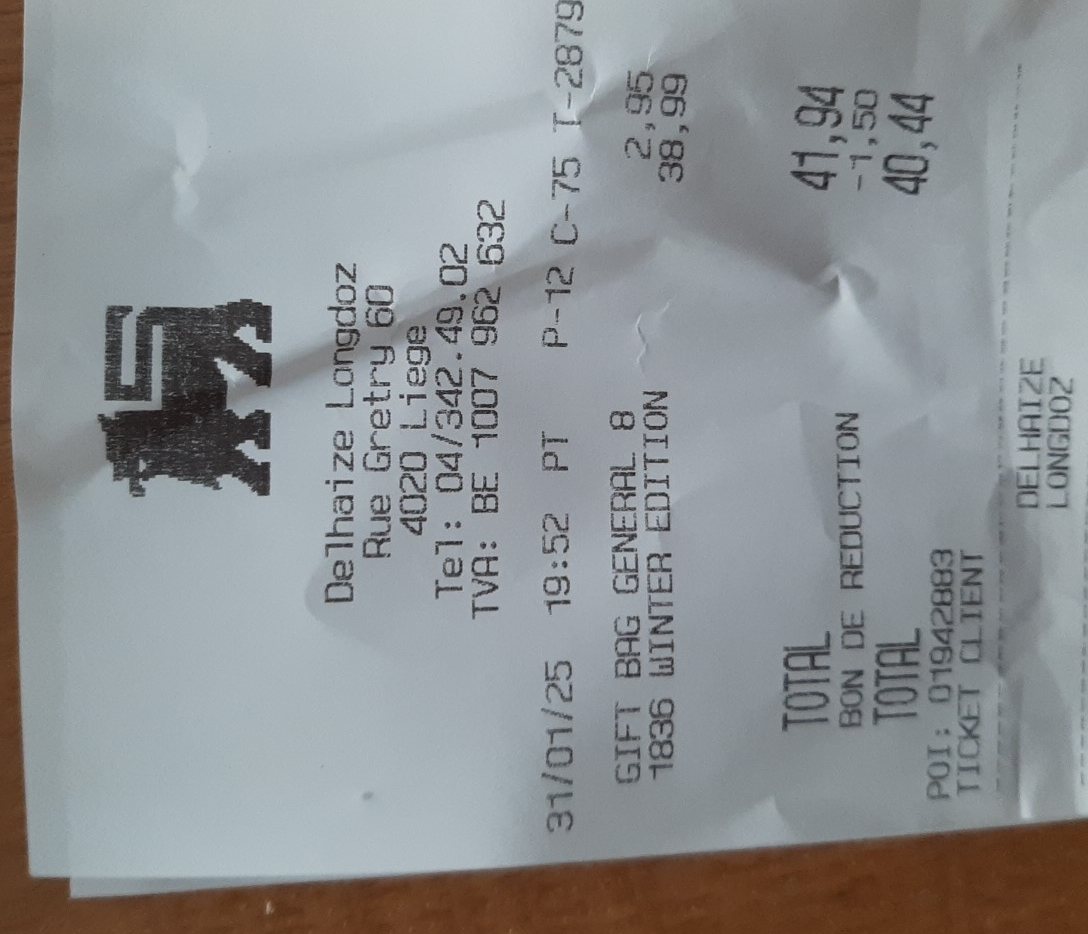 Delhaize Longdoz
Rue Gretry 60
4020 Liege
Tel: 04/342.49.02
TVA: BE 1007 962 632
31/01/25 19:52 PT P-12 C-75 T-2879
GIFT BAG GENERAL.8 2,95
1836 WINTER EDITION 38,99
TOTAL 41,94
BON DE REDUCTION -1,50
TOTAL 40,44
POI: 01942883
TICKET CLIENT
DELHAIZE
LONGDOZ